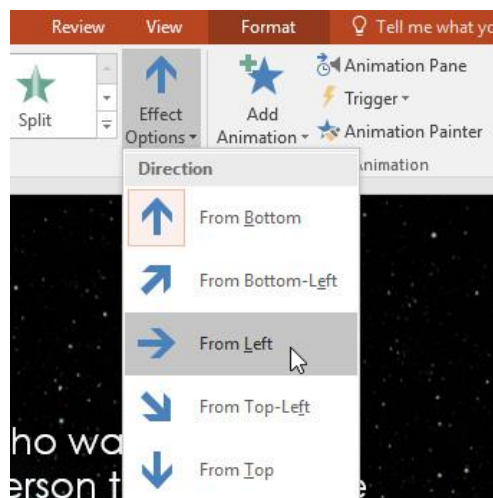 Review View Format Tell me what yo
Split
Effect Options
Add Animation
Animation Pane
Trigger
Animation Painter
nimation
Direction
From Bottom
From Bottom-Left
From Left
From Top-Left
From Top
ho wa
erson t e